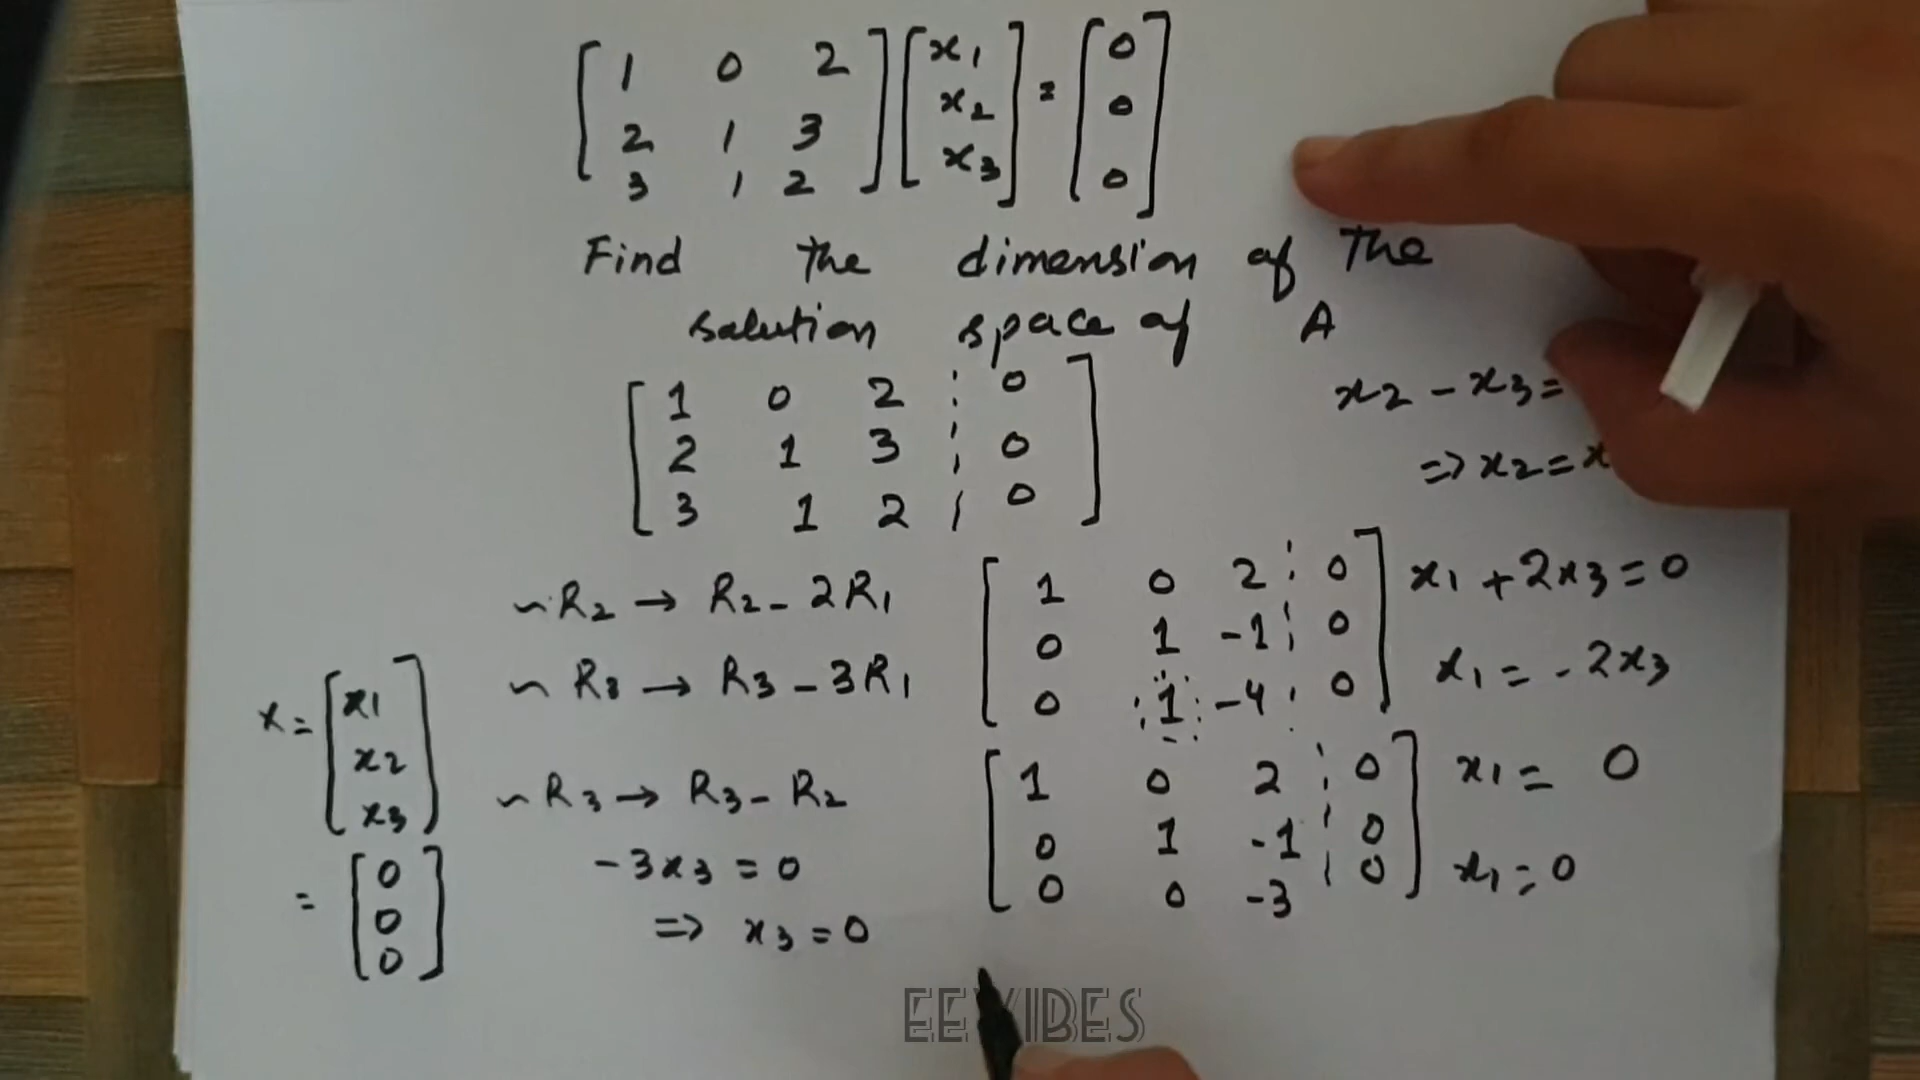 [1 0 2] [x1] = [0]
[2 1 3] [x2] [0]
[3 1 2] [x3] [0]
Find the dimension of the
solution space of A
[1 0 2 ¦ 0]
[2 1 3 ¦ 0]
[3 1 2 ¦ 0]
x2 - x3 =
=> x2 = x
~R2 → R2 - 2R1
~ R3 → R3 - 3R1
[1 0 2 ¦ 0]
[0 1 -1 ¦ 0]
[0 1 -4 ¦ 0]
x1 + 2x3 = 0
x1 = -2x3
~R3 → R3 - R2
[1 0 2 ¦ 0]
[0 1 -1 ¦ 0]
[0 0 -3 ¦ 0]
x1 = 0
x1 = 0
-3x3 = 0
=> x3 = 0
x = [x1]
[x2]
[x3]
= [0]
[0]
[0]
EEVIBES